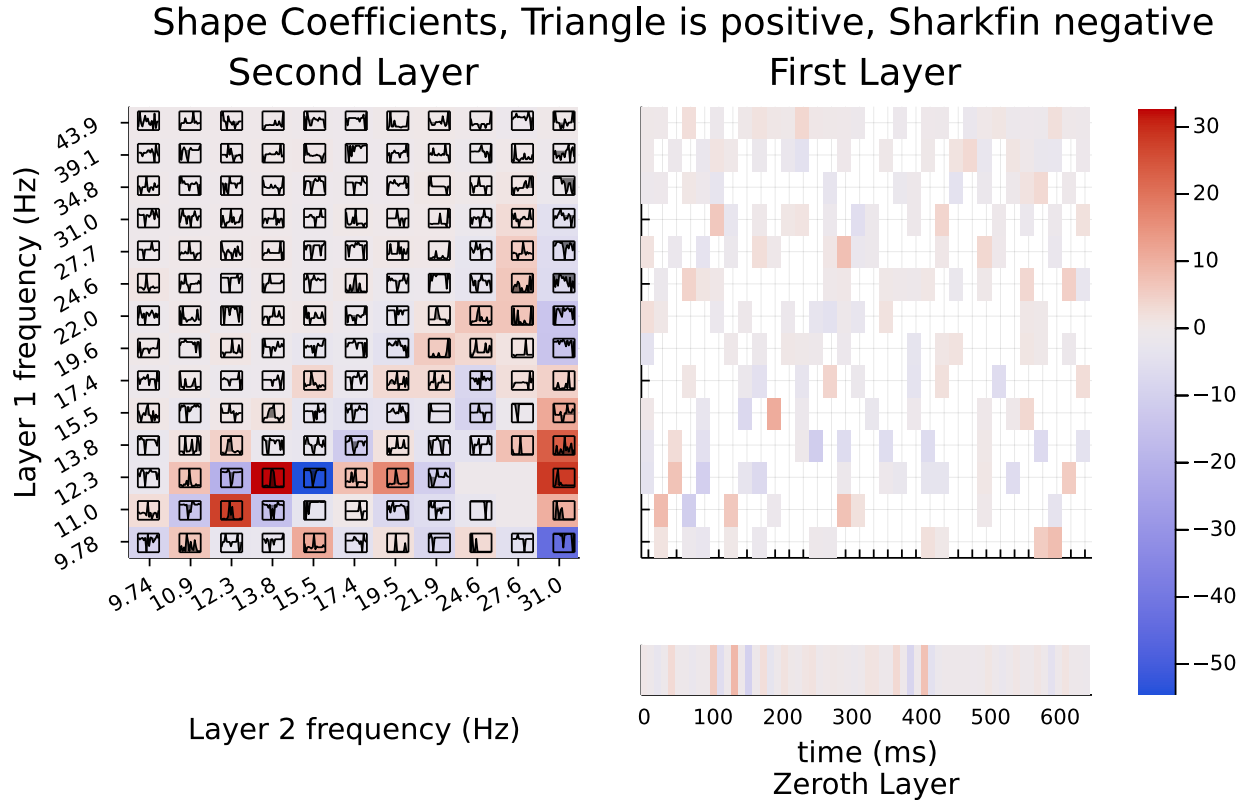 Shape Coefficients, Triangle is positive, Sharkfin negative
Second Layer
First Layer
Layer 1 frequency (Hz)
43.9
39.1
34.8
31.0
27.7
24.6
22.0
19.6
17.4
15.5
13.8
12.3
11.0
9.78
9.74 10.9 12.3 13.8 15.5 17.4 19.5 21.9 24.6 27.6 31.0
Layer 2 frequency (Hz)
0 100 200 300 400 500 600
time (ms)
Zeroth Layer
30
20
10
0
−10
−20
−30
−40
−50